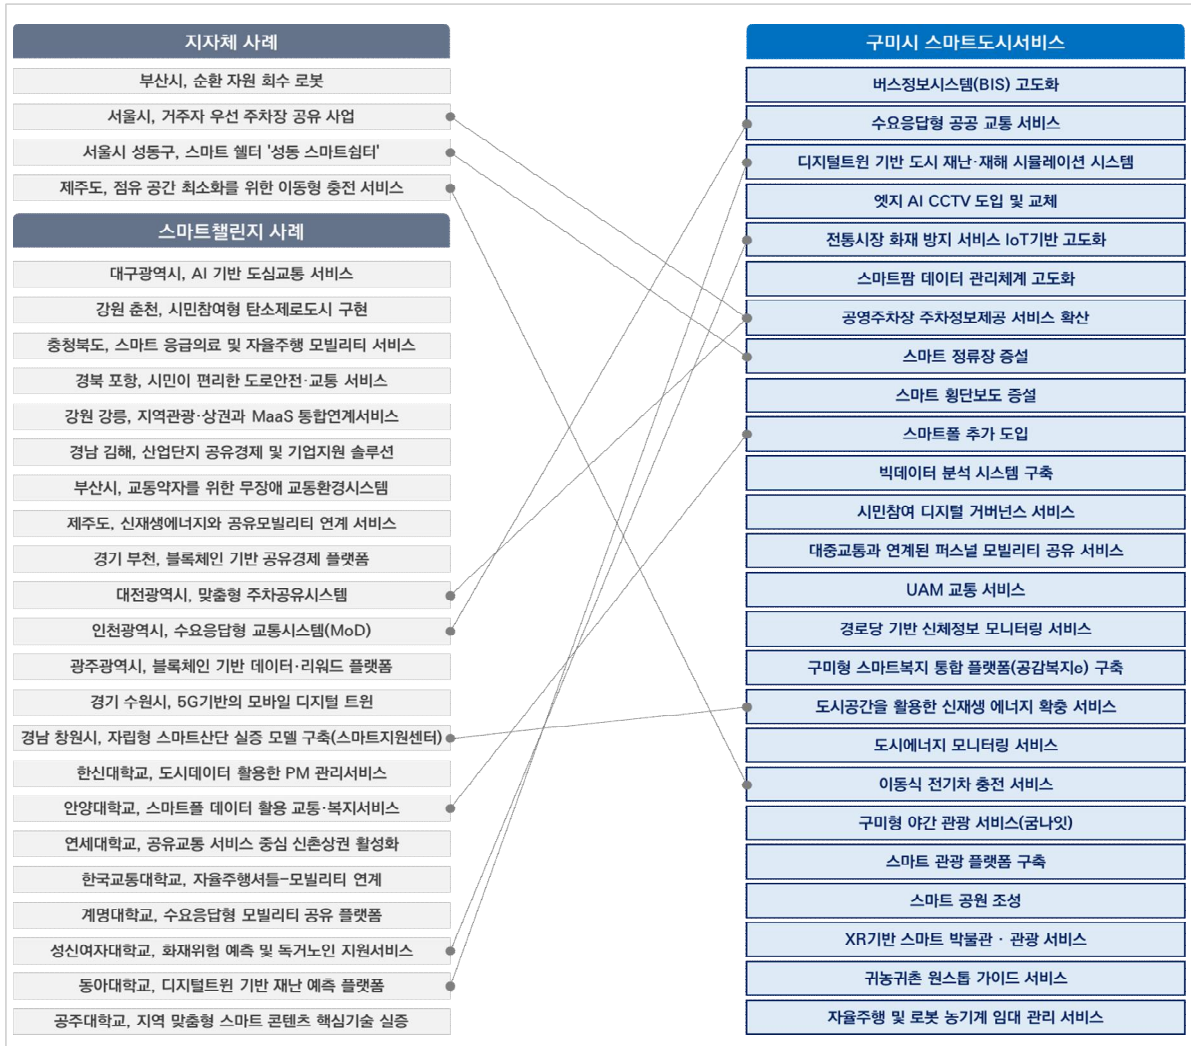 지자체 사례
부산시, 순환 자원 회수 로봇
서울시, 거주자 우선 주차장 공유 사업
서울시 성동구, 스마트 쉘터 '성동 스마트쉼터'
제주도, 점유 공간 최소화를 위한 이동형 충전 서비스
스마트챌린지 사례
대구광역시, AI 기반 도심교통 서비스
강원 춘천, 시민참여형 탄소제로도시 구현
충청북도, 스마트 응급의료 및 자율주행 모빌리티 서비스
경북 포항, 시민이 편리한 도로안전·교통 서비스
강원 강릉, 지역관광·상권과 MaaS 통합연계서비스
경남 김해, 산업단지 공유경제 및 기업지원 솔루션
부산시, 교통약자를 위한 무장애 교통환경시스템
제주도, 신재생에너지와 공유모빌리티 연계 서비스
경기 부천, 블록체인 기반 공유경제 플랫폼
대전광역시, 맞춤형 주차공유시스템
인천광역시, 수요응답형 교통시스템(MoD)
광주광역시, 블록체인 기반 데이터·리워드 플랫폼
경기 수원시, 5G기반의 모바일 디지털 트윈
경남 창원시, 자립형 스마트산단 실증 모델 구축(스마트지원센터)
한신대학교, 도시데이터 활용한 PM 관리서비스
안양대학교, 스마트폴 데이터 활용 교통·복지서비스
연세대학교, 공유교통 서비스 중심 신촌상권 활성화
한국교통대학교, 자율주행셔틀-모빌리티 연계
계명대학교, 수요응답형 모빌리티 공유 플랫폼
성신여자대학교, 화재위험 예측 및 독거노인 지원서비스
동아대학교, 디지털트윈 기반 재난 예측 플랫폼
공주대학교, 지역 맞춤형 스마트 콘텐츠 핵심기술 실증
구미시 스마트도시서비스
버스정보시스템(BIS) 고도화
수요응답형 공공 교통 서비스
디지털트윈 기반 도시 재난·재해 시뮬레이션 시스템
엣지 AI CCTV 도입 및 교체
전통시장 화재 방지 서비스 IoT기반 고도화
스마트팜 데이터 관리체계 고도화
공영주차장 주차정보제공 서비스 확산
스마트 정류장 증설
스마트 횡단보도 증설
스마트폴 추가 도입
빅데이터 분석 시스템 구축
시민참여 디지털 거버넌스 서비스
대중교통과 연계된 퍼스널 모빌리티 공유 서비스
UAM 교통 서비스
경로당 기반 신체정보 모니터링 서비스
구미형 스마트복지 통합 플랫폼(공감복지e) 구축
도시공간을 활용한 신재생 에너지 확충 서비스
도시에너지 모니터링 서비스
이동식 전기차 충전 서비스
구미형 야간 관광 서비스(굼나잇)
스마트 관광 플랫폼 구축
스마트 공원 조성
XR기반 스마트 박물관 · 관광 서비스
귀농귀촌 원스톱 가이드 서비스
자율주행 및 로봇 농기계 임대 관리 서비스